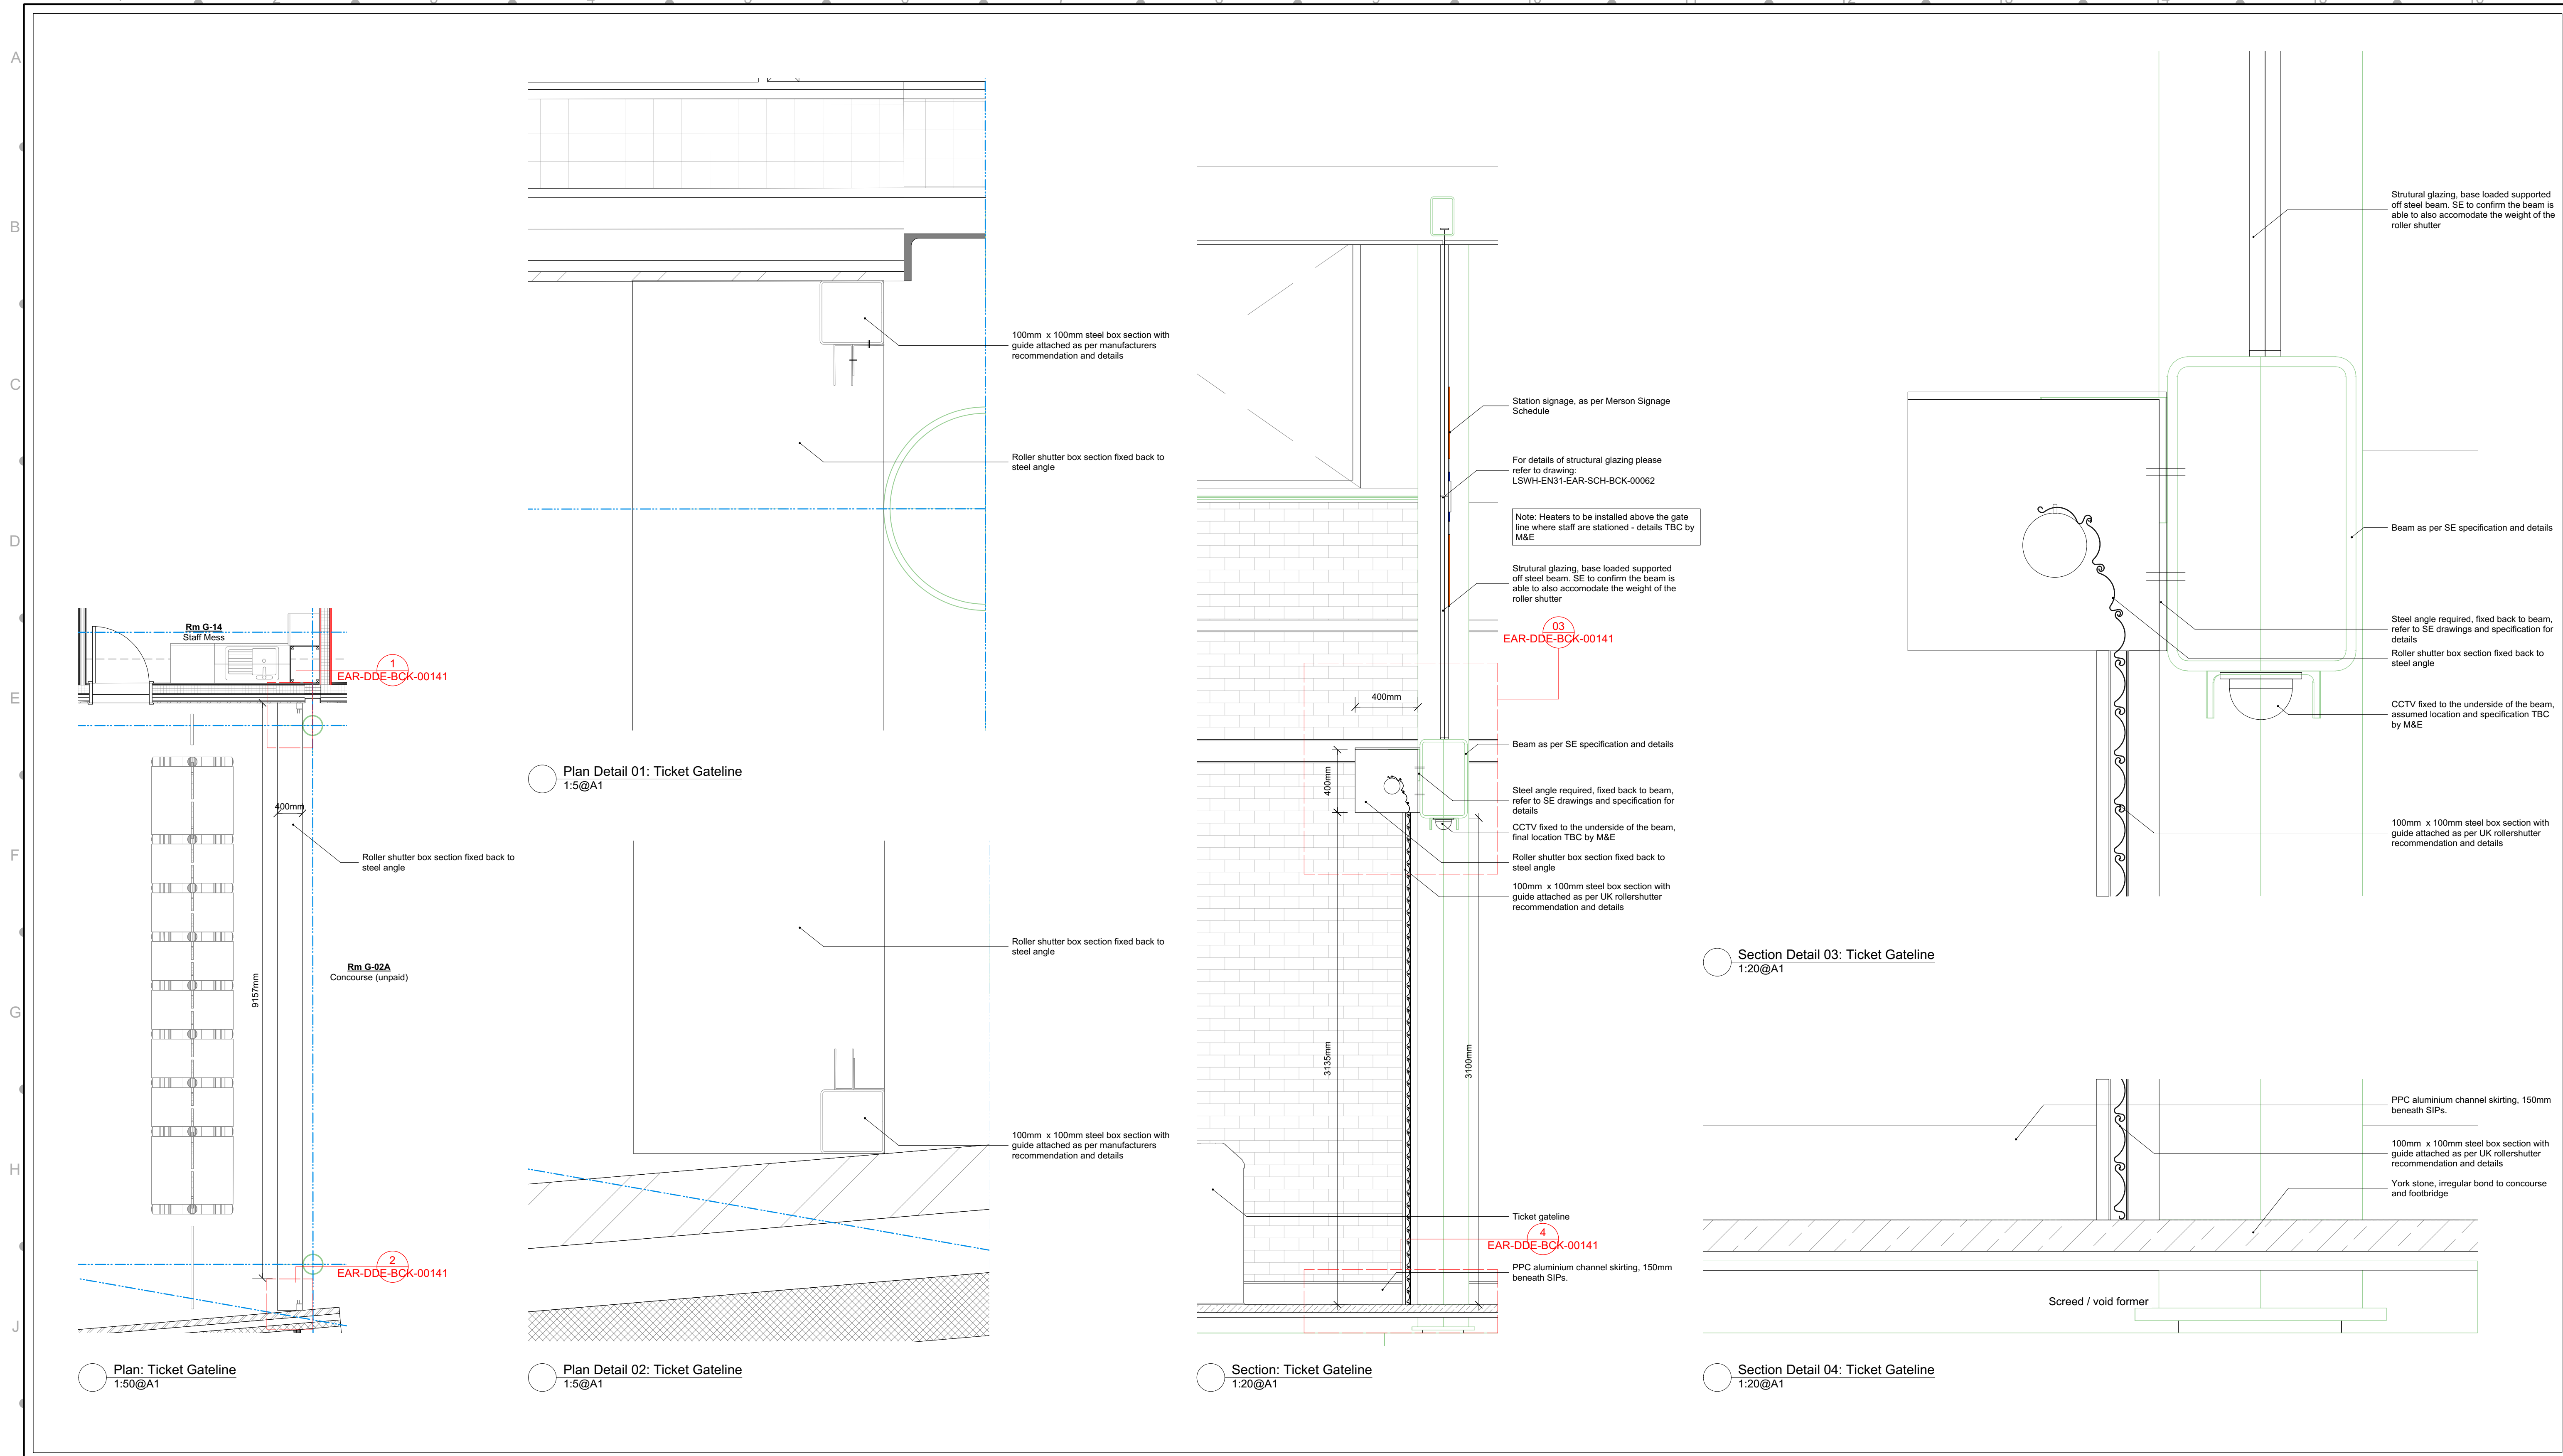 A
B
C
D
E
F
G
H
J
Rm G-14
Staff Mess
1
EAR-DDE-BCK-00141
400mm
Roller shutter box section fixed back to
steel angle
9157mm
Rm G-02A
Concourse (unpaid)
2
EAR-DDE-BCK-00141
Plan: Ticket Gateline
1:50@A1
100mm x 100mm steel box section with
guide attached as per manufacturers
recommendation and details
Roller shutter box section fixed back to
steel angle
Plan Detail 01: Ticket Gateline
1:5@A1
Roller shutter box section fixed back to
steel angle
100mm x 100mm steel box section with
guide attached as per manufacturers
recommendation and details
Plan Detail 02: Ticket Gateline
1:5@A1
Station signage, as per Merson Signage
Schedule
For details of structural glazing please
refer to drawing:
LSWH-EN31-EAR-SCH-BCK-00062
Note: Heaters to be installed above the gate
line where staff are stationed - details TBC by
M&E
Strutural glazing, base loaded supported
off steel beam. SE to confirm the beam is
able to also accomodate the weight of the
roller shutter
03
EAR-DDE-BCK-00141
400mm
Beam as per SE specification and details
400mm
Steel angle required, fixed back to beam,
refer to SE drawings and specification for
details
CCTV fixed to the underside of the beam,
final location TBC by M&E
Roller shutter box section fixed back to
steel angle
100mm x 100mm steel box section with
guide attached as per UK rollershutter
recommendation and details
3135mm
3100mm
Ticket gateline
4
EAR-DDE-BCK-00141
PPC aluminium channel skirting, 150mm
beneath SIPs.
Section: Ticket Gateline
1:20@A1
Strutural glazing, base loaded supported
off steel beam. SE to confirm the beam is
able to also accomodate the weight of the
roller shutter
Beam as per SE specification and details
Steel angle required, fixed back to beam,
refer to SE drawings and specification for
details
Roller shutter box section fixed back to
steel angle
CCTV fixed to the underside of the beam,
assumed location and specification TBC
by M&E
100mm x 100mm steel box section with
guide attached as per UK rollershutter
recommendation and details
Section Detail 03: Ticket Gateline
1:20@A1
PPC aluminium channel skirting, 150mm
beneath SIPs.
100mm x 100mm steel box section with
guide attached as per UK rollershutter
recommendation and details
York stone, irregular bond to concourse
and footbridge
Screed / void former
Section Detail 04: Ticket Gateline
1:20@A1